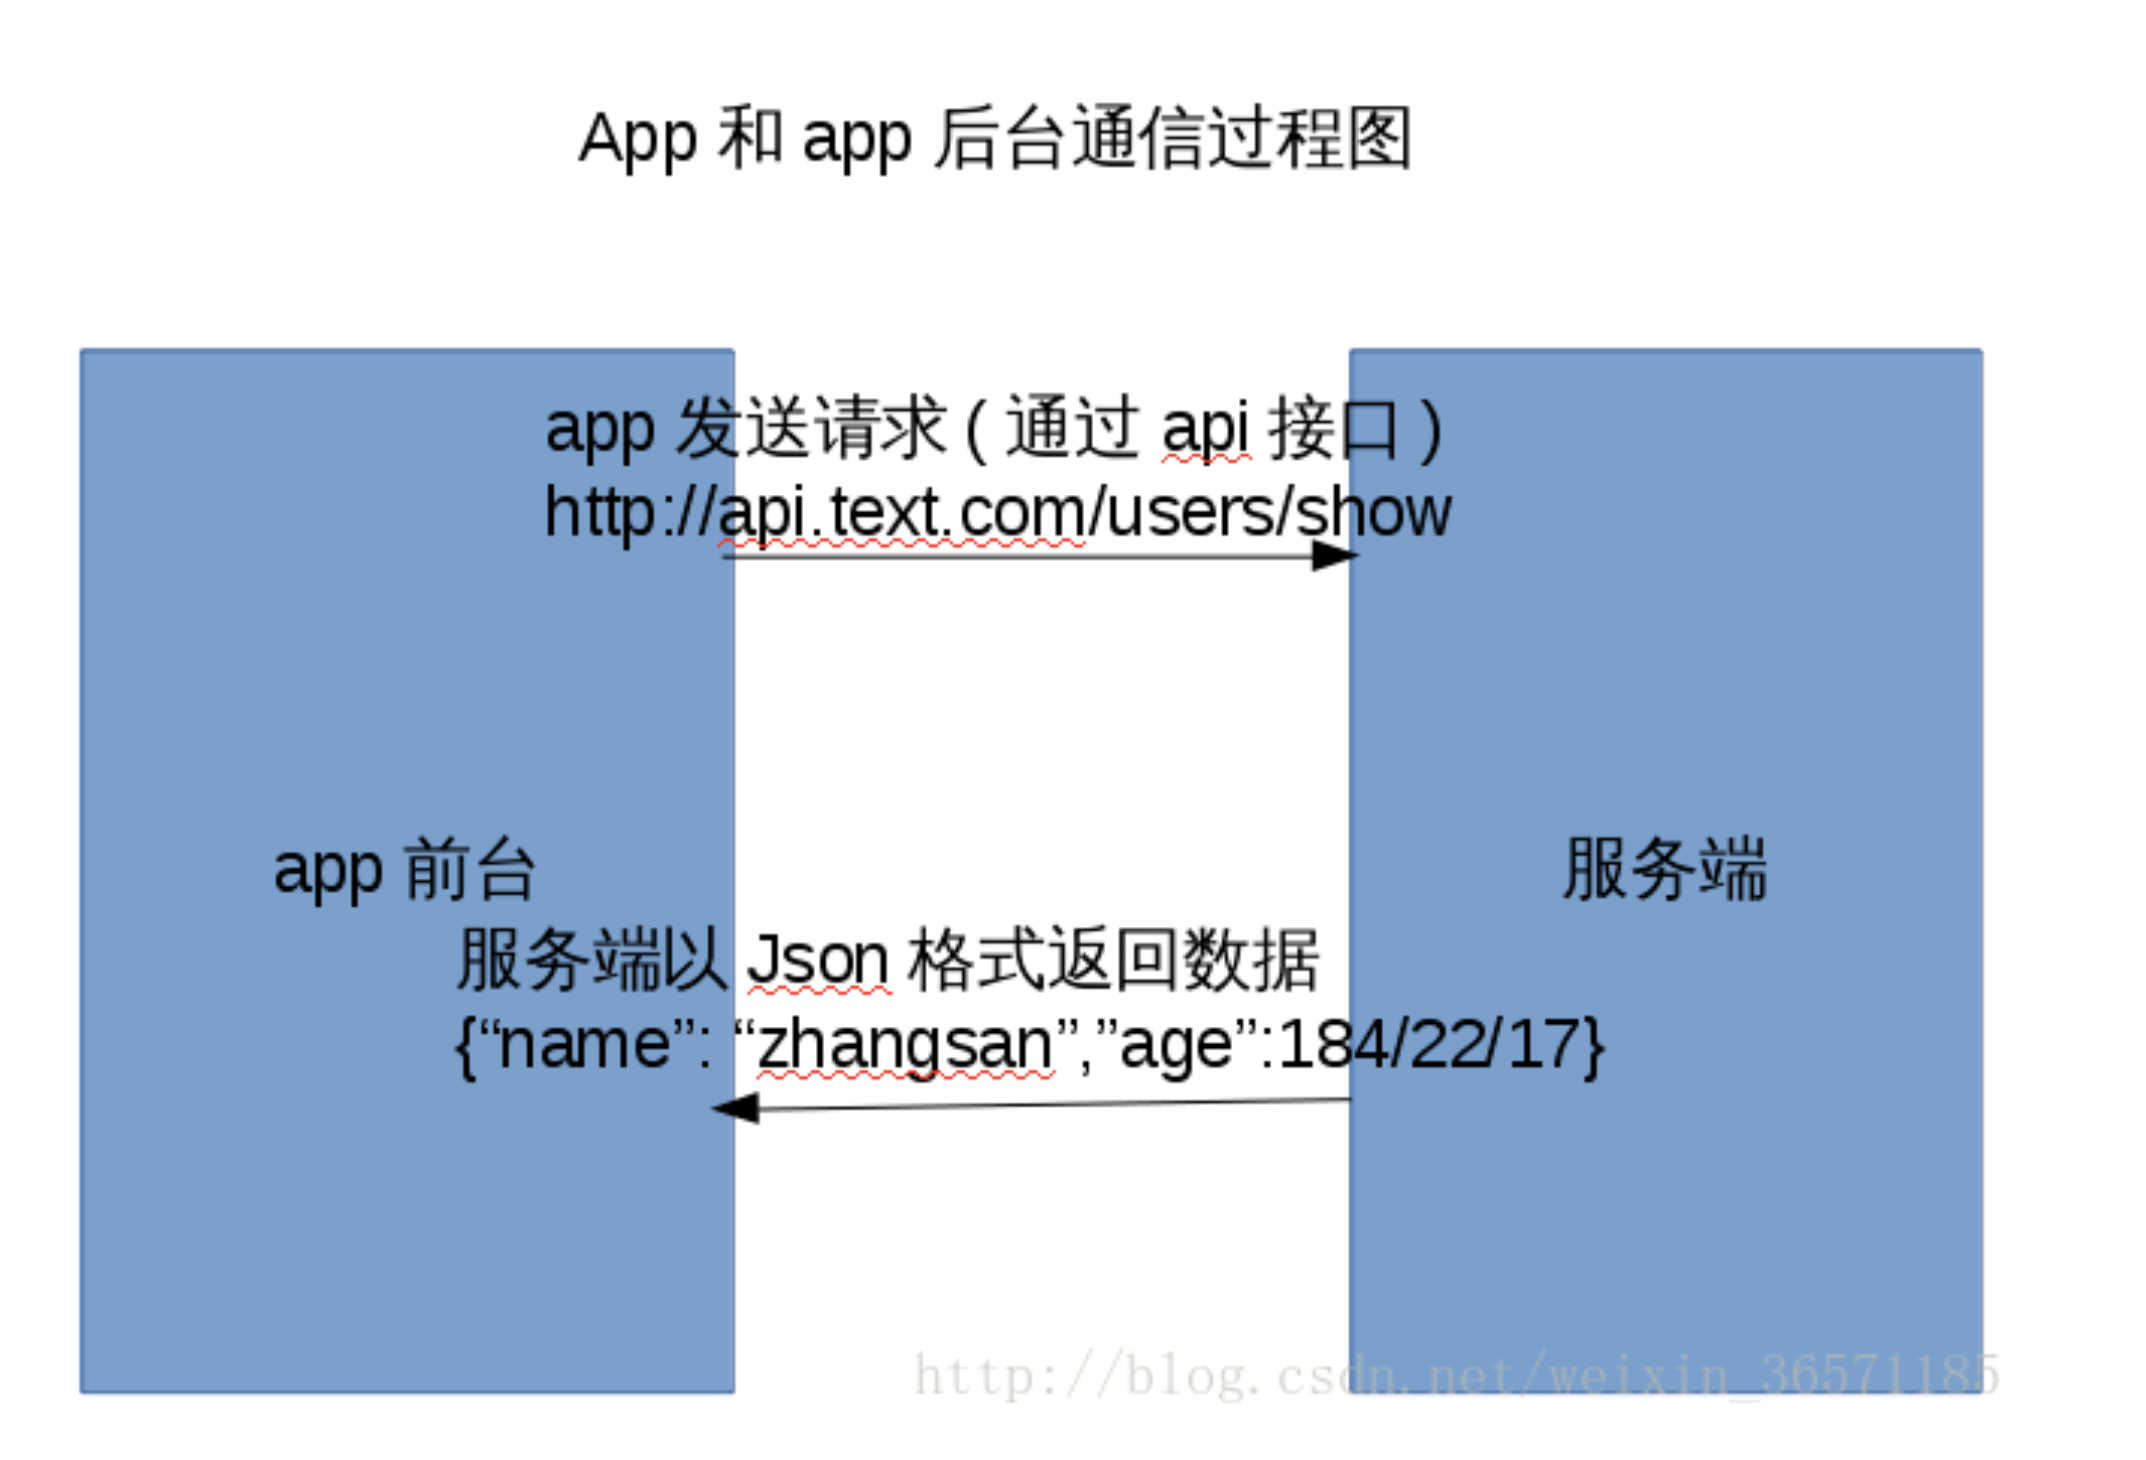 App 和 app 后台通信过程图
app 发送请求 ( 通过 api 接口 )
http://api.text.com/users/show
app 前台
服务端
服务端以 Json 格式返回数据
{“name”: “zhangsan”,”age”:184/22/17}
http://blog.csdn.net/weixin_36571185